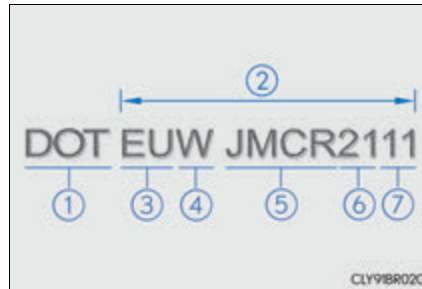 ②
DOT EUW JMCR2111
① ③ ④ ⑤ ⑥ ⑦
CLY91BR020